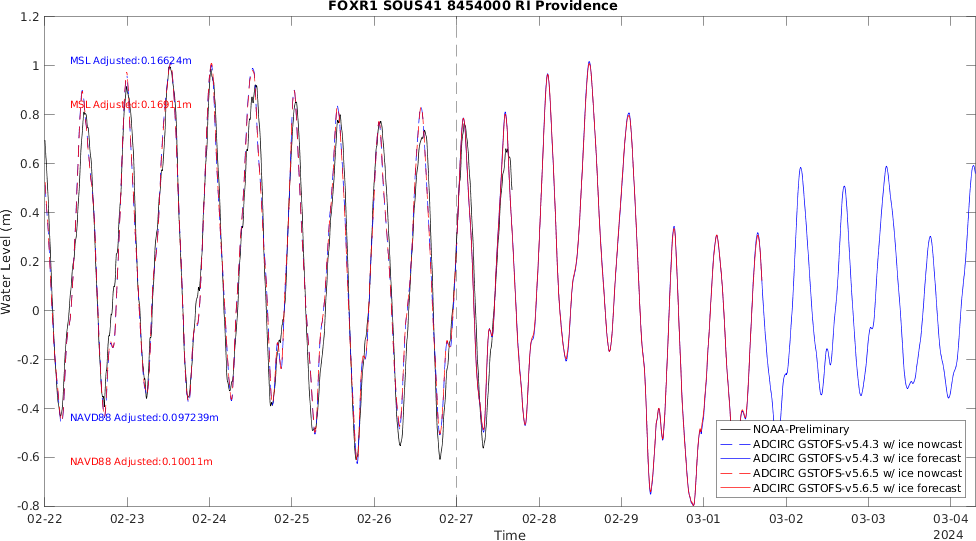 FOXR1 SOUS41 8454000 RI Providence
1.2
1
0.8
0.6
0.4
0.2
0
-0.2
-0.4
-0.6
-0.8
Water Level (m)
MSL Adjusted:0.16624m
MSL Adjusted:0.16911m
NAVD88 Adjusted:0.097239m
NAVD88 Adjusted:0.10011m
NOAA-Preliminary
ADCIRC GSTOFS-v5.4.3 w/ ice nowcast
ADCIRC GSTOFS-v5.4.3 w/ ice forecast
ADCIRC GSTOFS-v5.6.5 w/ ice nowcast
ADCIRC GSTOFS-v5.6.5 w/ ice forecast
02-22 02-23 02-24 02-25 02-26 02-27 02-28 02-29 03-01 03-02 03-03 03-04
2024
Time